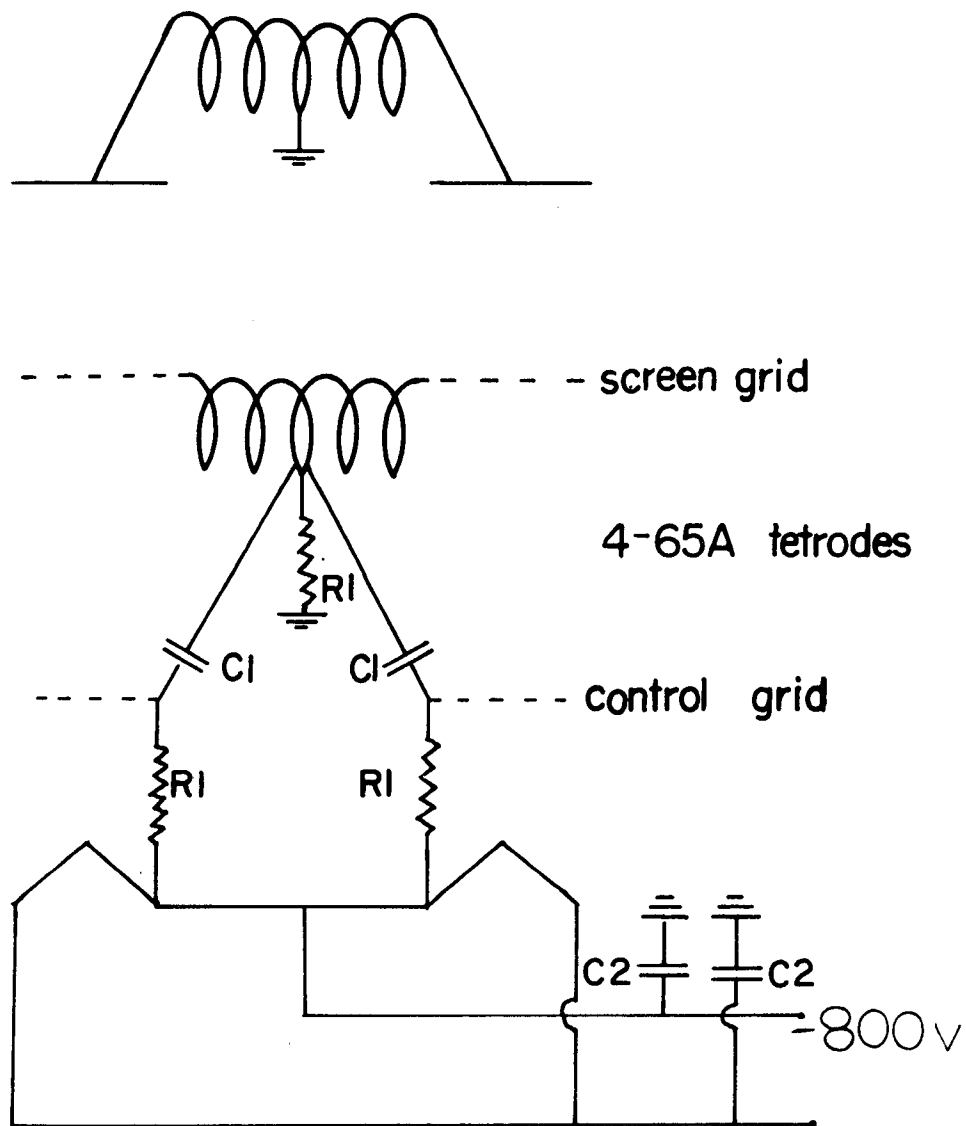 screen grid
4-65A tetrodes
R1
C1 C1
control grid
R1 R1
C2 C2
-800V